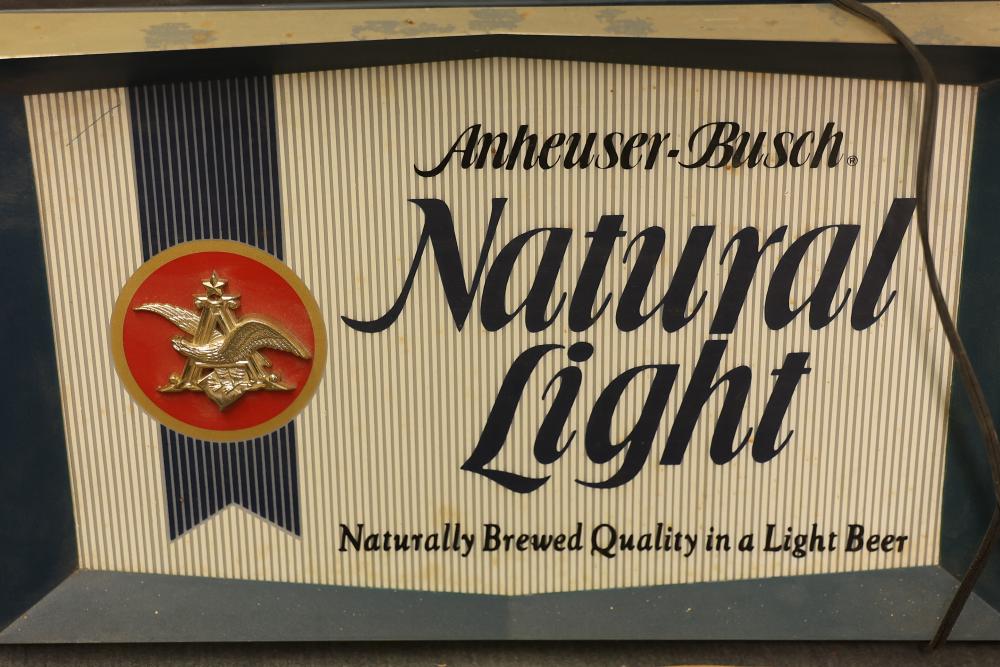 Anheuser-Busch®
Natural
Light
Naturally Brewed Quality in a Light Beer